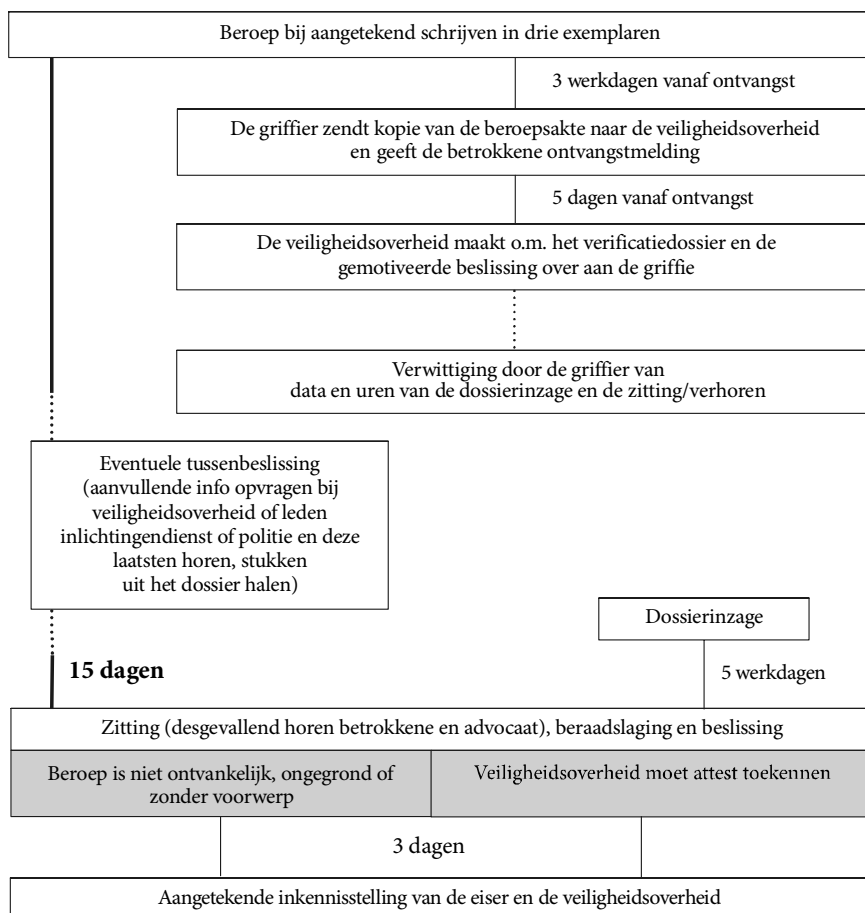 Beroep bij aangetekend schrijven in drie exemplaren
3 werkdagen vanaf ontvangst
De griffier zendt kopie van de beroepsakte naar de veiligheidsoverheid
en geeft de betrokkene ontvangstmelding
5 dagen vanaf ontvangst
De veiligheidsoverheid maakt o.m. het verificatiedossier en de
gemotiveerde beslissing over aan de griffie
Verwittiging door de griffier van
data en uren van de dossierinzage en de zitting/verhoren
Eventuele tussenbeslissing
(aanvullende info opvragen bij
veiligheidsoverheid of leden
inlichtingendienst of politie en deze
laatsten horen, stukken
uit het dossier halen)
Dossierinzage
15 dagen
5 werkdagen
Zitting (desgevallend horen betrokkene en advocaat), beraadslaging en beslissing
Beroep is niet ontvankelijk, ongegrond of
zonder voorwerp
Veiligheidsoverheid moet attest toekennen
3 dagen
Aangetekende inkennisstelling van de eiser en de veiligheidsoverheid